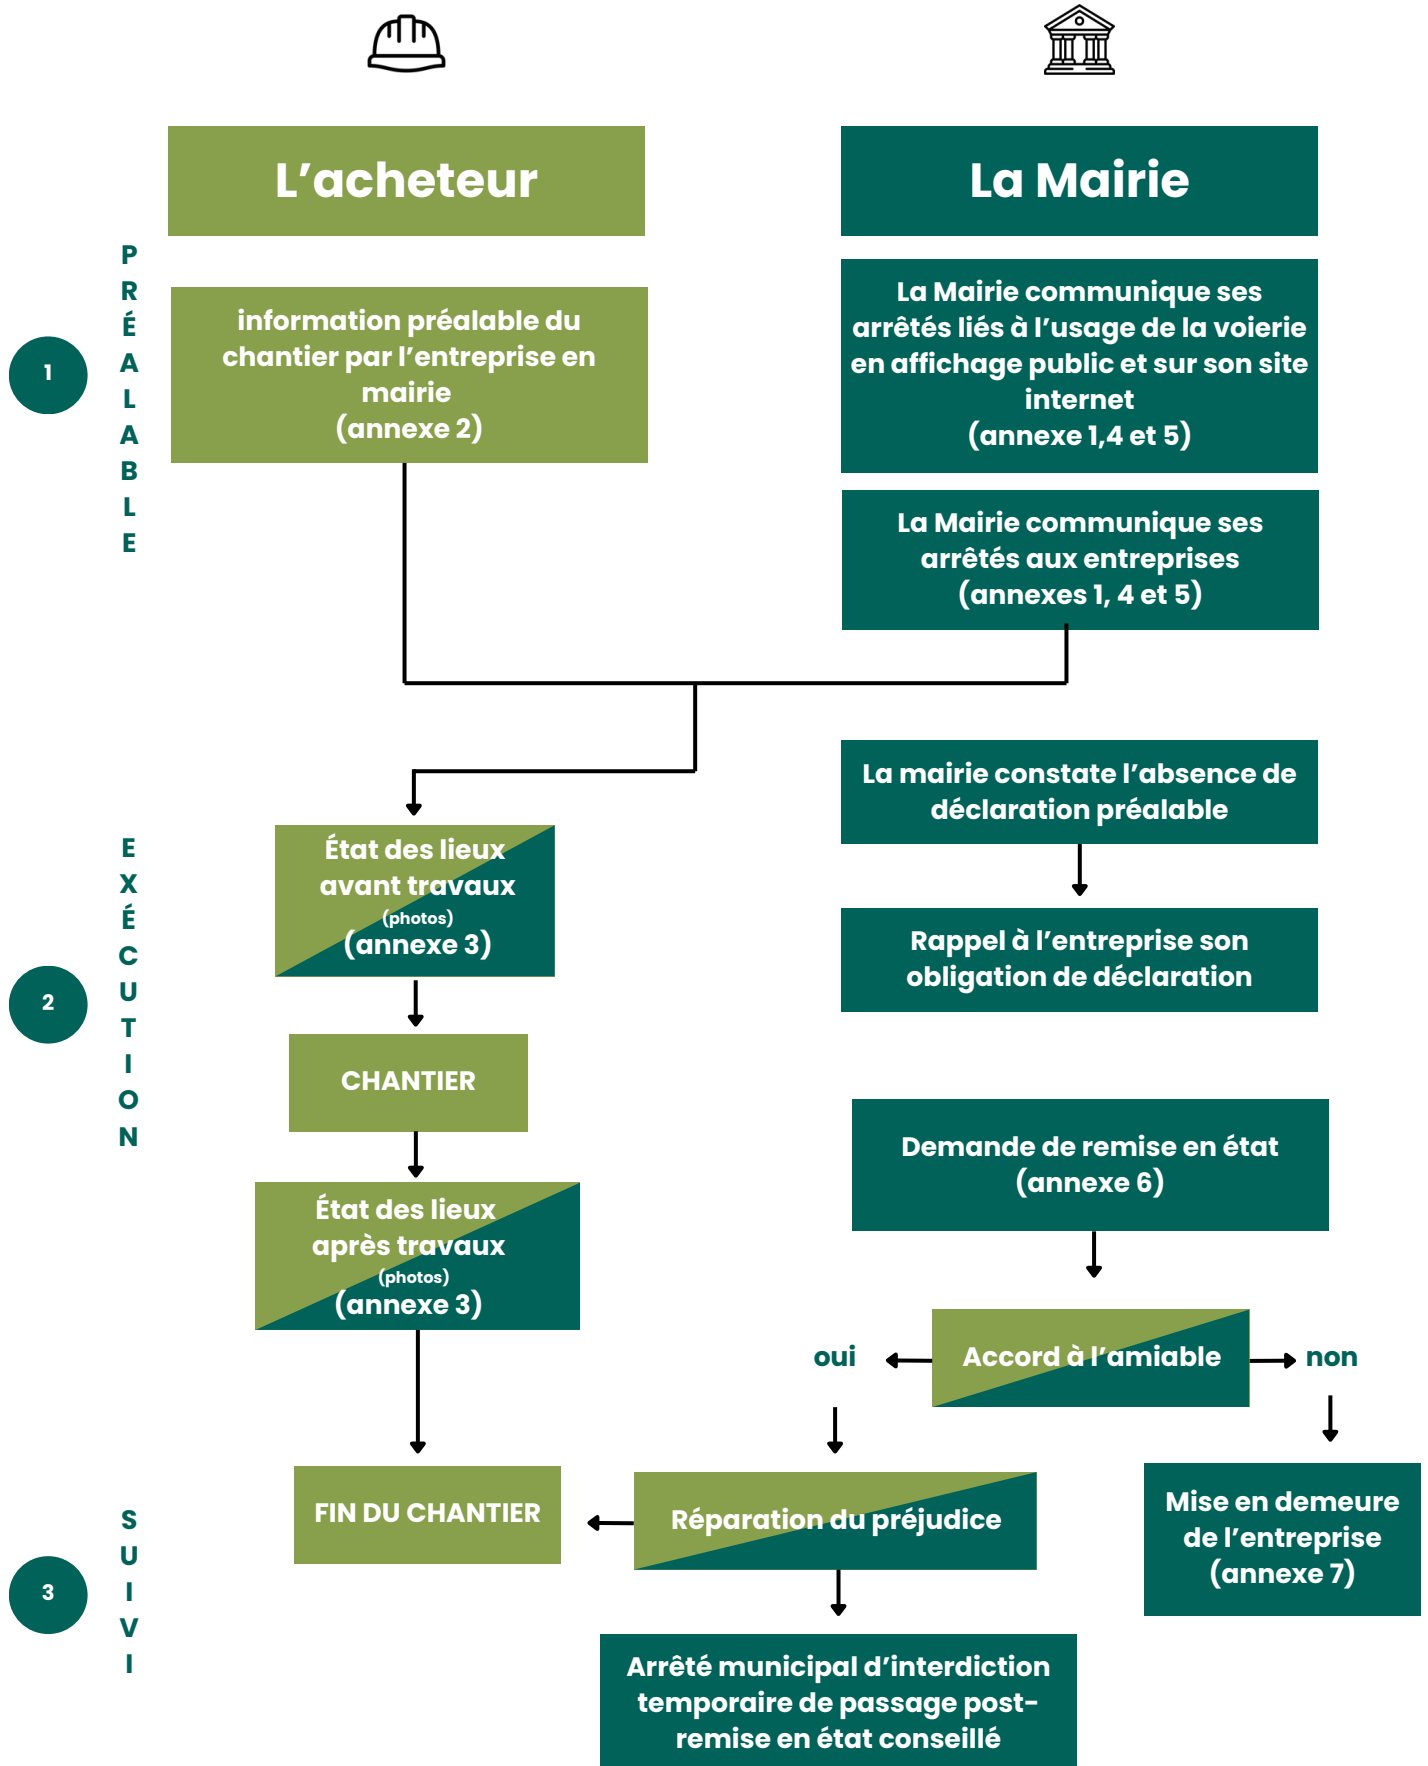 L’acheteur
La Mairie
1
PRÉALABLE
information préalable du
chantier par l’entreprise en
mairie
(annexe 2)
La Mairie communique ses
arrêtés liés à l’usage de la voierie
en affichage public et sur son site
internet
(annexe 1,4 et 5)
La Mairie communique ses
arrêtés aux entreprises
(annexes 1, 4 et 5)
2
EXÉCUTION
État des lieux
avant travaux
(photos)
(annexe 3)
CHANTIER
État des lieux
après travaux
(photos)
(annexe 3)
La mairie constate l’absence de
déclaration préalable
Rappel à l’entreprise son
obligation de déclaration
Demande de remise en état
(annexe 6)
oui
Accord à l’amiable
non
3
SUIVI
FIN DU CHANTIER
Réparation du préjudice
Mise en demeure
de l’entreprise
(annexe 7)
Arrêté municipal d’interdiction
temporaire de passage post-
remise en état conseillé